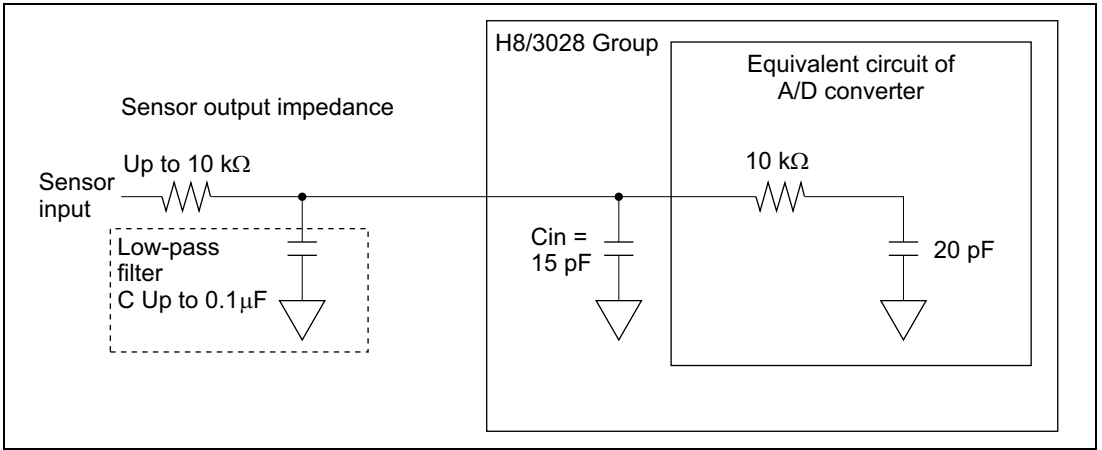 H8/3028 Group
Equivalent circuit of
A/D converter
Sensor output impedance
Up to 10 kΩ
10 kΩ
Sensor
input
Low-pass
filter
C Up to 0.1μF
Cin =
15 pF
20 pF